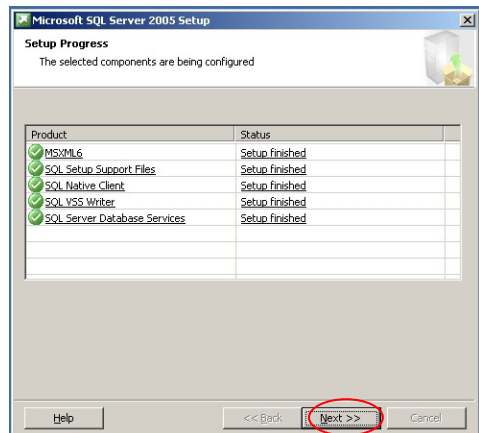 Microsoft SQL Server 2005 Setup
Setup Progress
The selected components are being configured
Product Status
MSXML6 Setup finished
SQL Setup Support Files Setup finished
SQL Native Client Setup finished
SQL VSS Writer Setup finished
SQL Server Database Services Setup finished
Help << Back Next >> Cancel